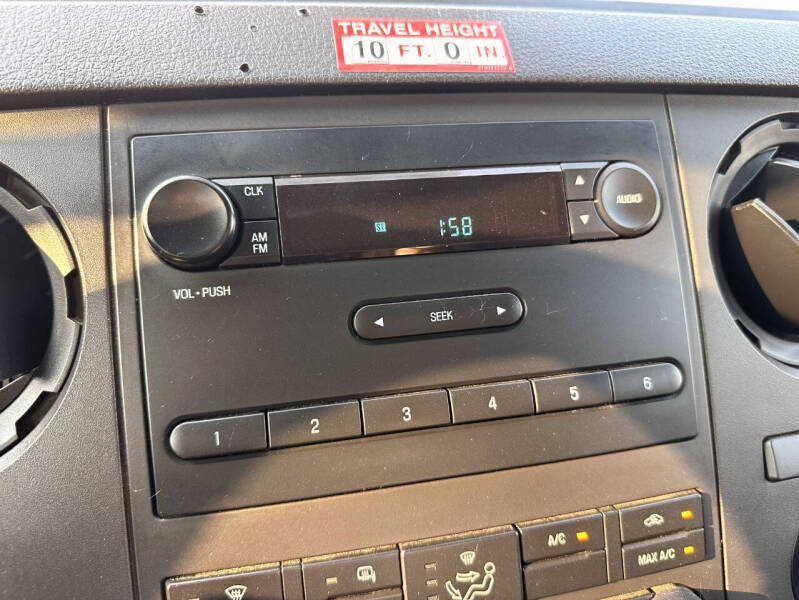 TRAVEL HEIGHT
10 FT. 0 IN.
CLK
AM
FM
ST
1:58
AUDIO
VOL • PUSH
SEEK
1 2 3 4 5 6
A/C
MAX A/C